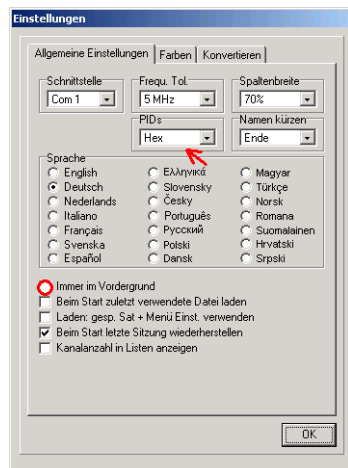 Einstellungen
Allgemeine Einstellungen Farben Konvertieren
Schnittstelle Frequ. Tol. Spaltenbreite
Com 1 5 MHz 70%
PIDs Namen kürzen
Hex Ende
Sprache
English Ελληνικά Magyar
Deutsch Slovensky Türkçe
Nederlands Česky Norsk
Italiano Português Romana
Français Русский Suomalainen
Svenska Polski Hrvatski
Español Dansk Srpski
Immer im Vordergrund
Beim Start zuletzt verwendete Datei laden
Laden: gesp. Sat + Menü Einst. verwenden
Beim Start letzte Sitzung wiederherstellen
Kanalanzahl in Listen anzeigen
OK